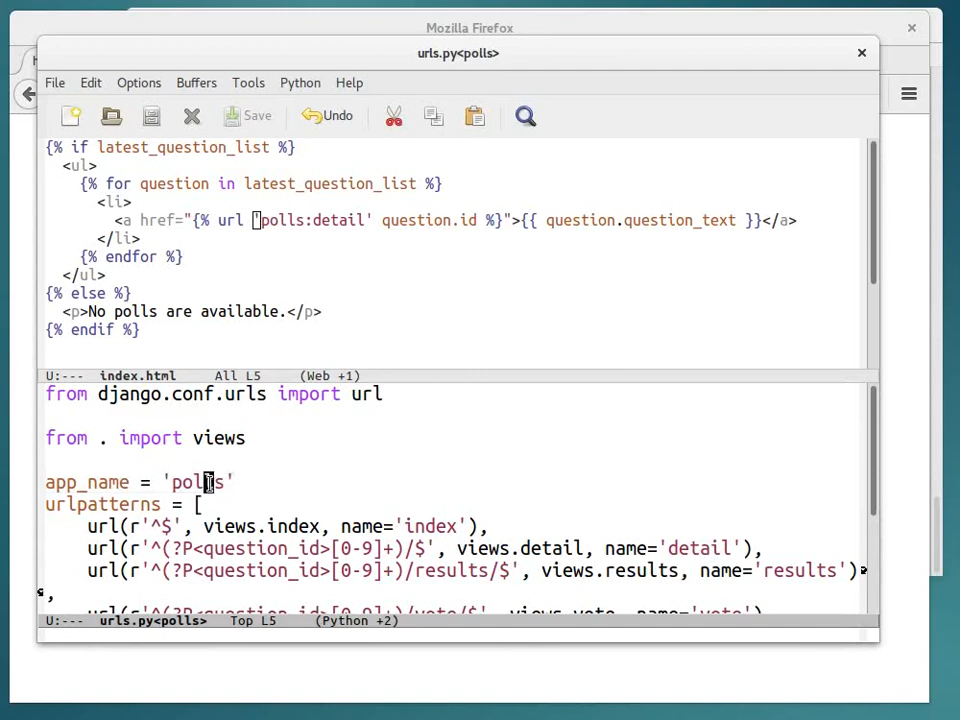 Mozilla Firefox
urls.py<polls>
File Edit Options Buffers Tools Python Help
Save Undo
{% if latest_question_list %}
<ul>
{% for question in latest_question_list %}
<li>
<a href="{% url 'polls:detail' question.id %}">{{ question.question_text }}</a>
</li>
{% endfor %}
</ul>
{% else %}
<p>No polls are available.</p>
{% endif %}
U:--- index.html All L5 (Web +1)
from django.conf.urls import url
from . import views
app_name = 'polls'
urlpatterns = [
url(r'^$', views.index, name='index'),
url(r'^(?P<question_id>[0-9]+)/$', views.detail, name='detail'),
url(r'^(?P<question_id>[0-9]+)/results/$', views.results, name='results')
,
url(r'^(?P<question_id>[0-9]+)/vote/$', views.vote, name='vote')
U:--- urls.py<polls> Top L5 (Python +2)